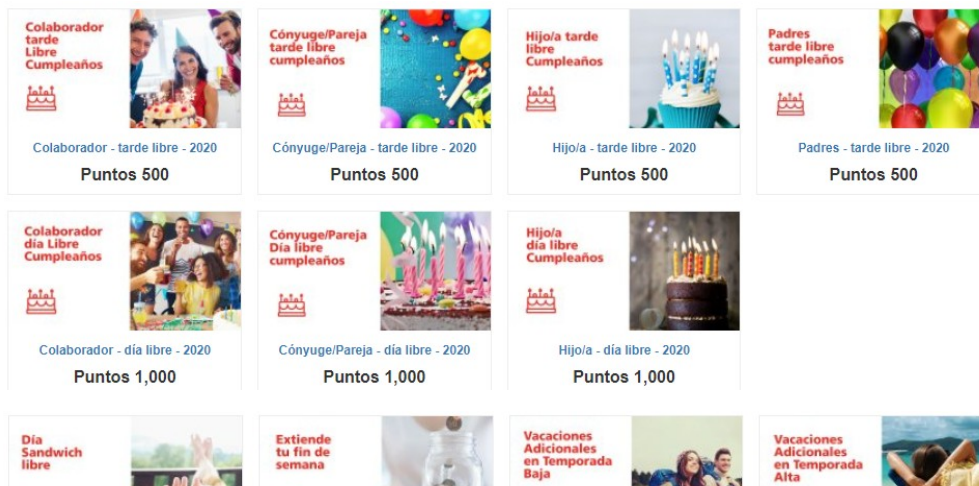 Colaborador
tarde
Libre
Cumpleaños
Colaborador - tarde libre - 2020
Puntos 500
Cónyuge/Pareja
tarde libre
cumpleaños
Cónyuge/Pareja - tarde libre - 2020
Puntos 500
Hijo/a tarde
libre
Cumpleaños
Hijo/a - tarde libre - 2020
Puntos 500
Padres
tarde libre
cumpleaños
Padres - tarde libre - 2020
Puntos 500
Colaborador
día Libre
Cumpleaños
Colaborador - día libre - 2020
Puntos 1,000
Cónyuge/Pareja
Día libre
cumpleaños
Cónyuge/Pareja - día libre - 2020
Puntos 1,000
Hijo/a
día libre
Cumpleaños
Hijo/a - día libre - 2020
Puntos 1,000
Día
Sandwich
libre
Extiende
tu fin de
semana
Vacaciones
Adicionales
en Temporada
Baja
Vacaciones
Adicionales
en Temporada
Alta